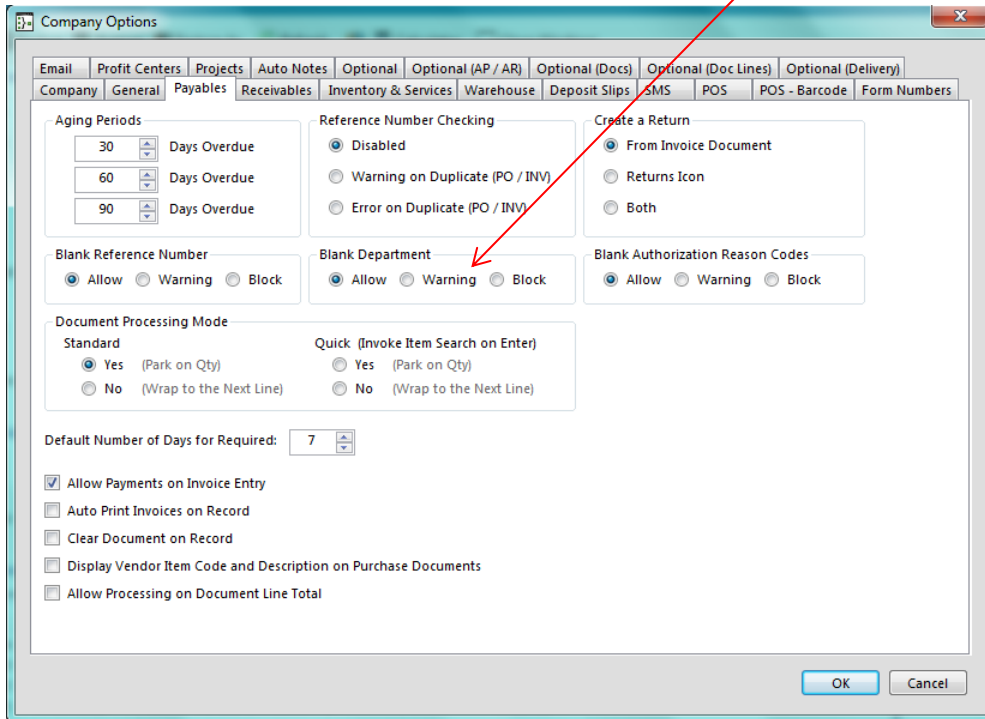 Company Options
Email Profit Centers Projects Auto Notes Optional Optional (AP / AR) Optional (Docs) Optional (Doc Lines) Optional (Delivery)
Company General Payables Receivables Inventory & Services Warehouse Deposit Slips SMS POS POS - Barcode Form Numbers
Aging Periods Reference Number Checking Create a Return
30 Days Overdue Disabled From Invoice Document
60 Days Overdue Warning on Duplicate (PO / INV) Returns Icon
90 Days Overdue Error on Duplicate (PO / INV) Both
Blank Reference Number Blank Department Blank Authorization Reason Codes
Allow Warning Block Allow Warning Block Allow Warning Block
Document Processing Mode
Standard Quick (Invoke Item Search on Enter)
Yes (Park on Qty) Yes (Park on Qty)
No (Wrap to the Next Line) No (Wrap to the Next Line)
Default Number of Days for Required: 7
Allow Payments on Invoice Entry
Auto Print Invoices on Record
Clear Document on Record
Display Vendor Item Code and Description on Purchase Documents
Allow Processing on Document Line Total
OK Cancel